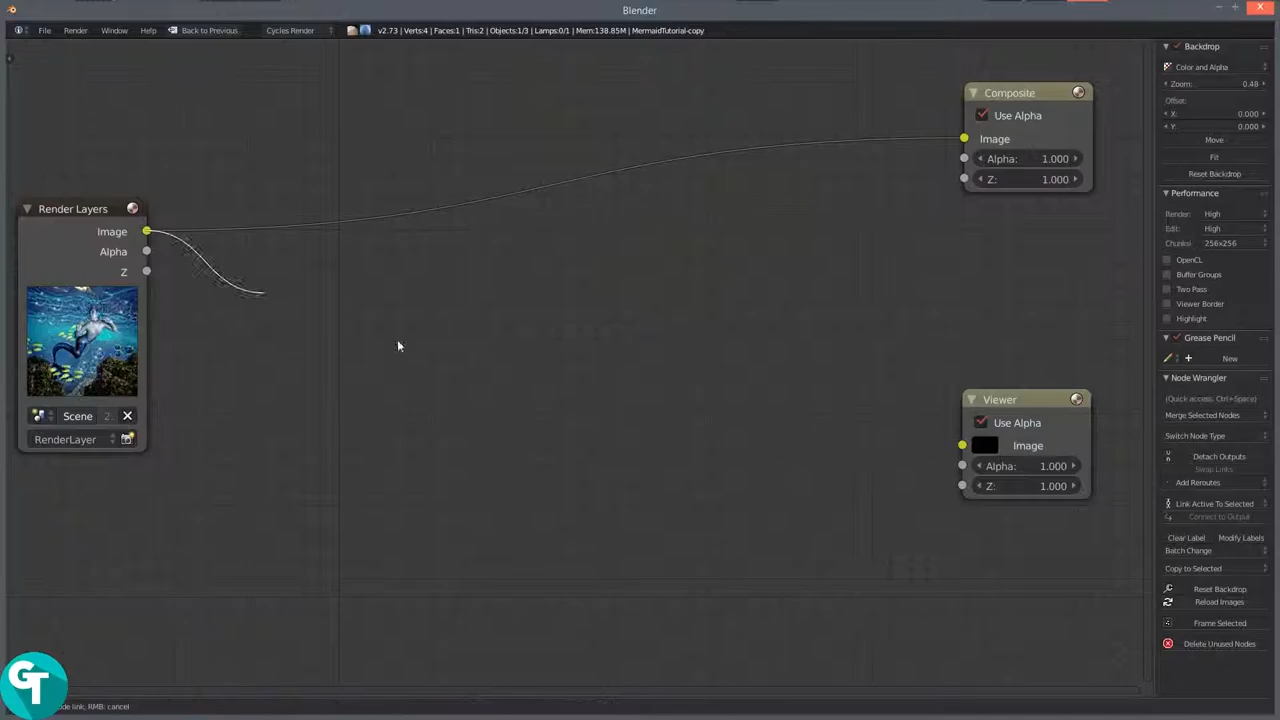 Blender
File Render Window Help Back to Previous Cycles Render v2.73 | Verts:4 | Faces:1 | Tris:2 | Objects:1/3 | Lamps:0/1 | Mem:138.85M | MermaidTutorial-copy
Render Layers
Image
Alpha
Z
Scene 2
RenderLayer
Composite
Use Alpha
Image
Alpha: 1.000
Z: 1.000
Viewer
Use Alpha
Image
Alpha: 1.000
Z: 1.000
Backdrop
Color and Alpha
Zoom: 0.48
Offset:
X: 0.000
Y: 0.000
Move
Fit
Reset Backdrop
Performance
Render: High
Edit: High
Chunks: 256x256
OpenCL
Buffer Groups
Two Pass
Viewer Border
Highlight
Grease Pencil
New
Node Wrangler
(Quick access: Ctrl+Space)
Merge Selected Nodes
Switch Node Type
Detach Outputs
Swap Links
Add Reroutes
Link Active To Selected
Connect to Output
Clear Label Modify Labels
Batch Change
Copy to Selected
Reset Backdrop
Reload Images
Frame Selected
Delete Unused Nodes
GT
ode link, RMB: cancel